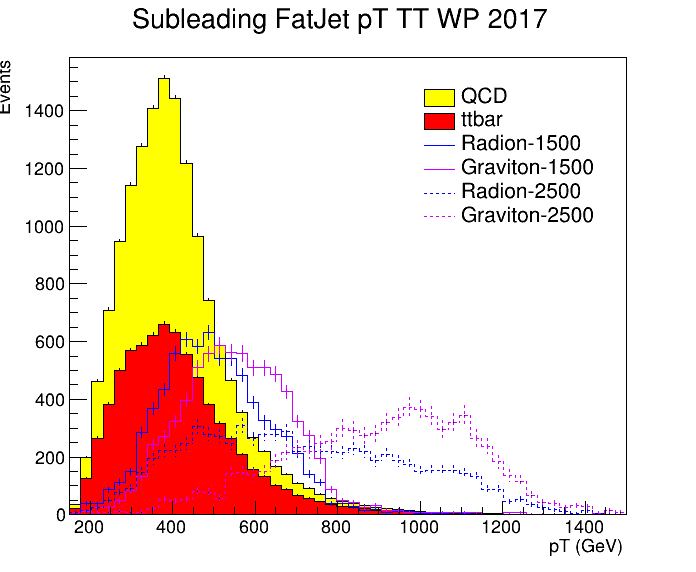 Subleading FatJet pT TT WP 2017
Events
QCD
ttbar
Radion-1500
Graviton-1500
Radion-2500
Graviton-2500
1400
1200
1000
800
600
400
200
0
200 400 600 800 1000 1200 1400
pT (GeV)